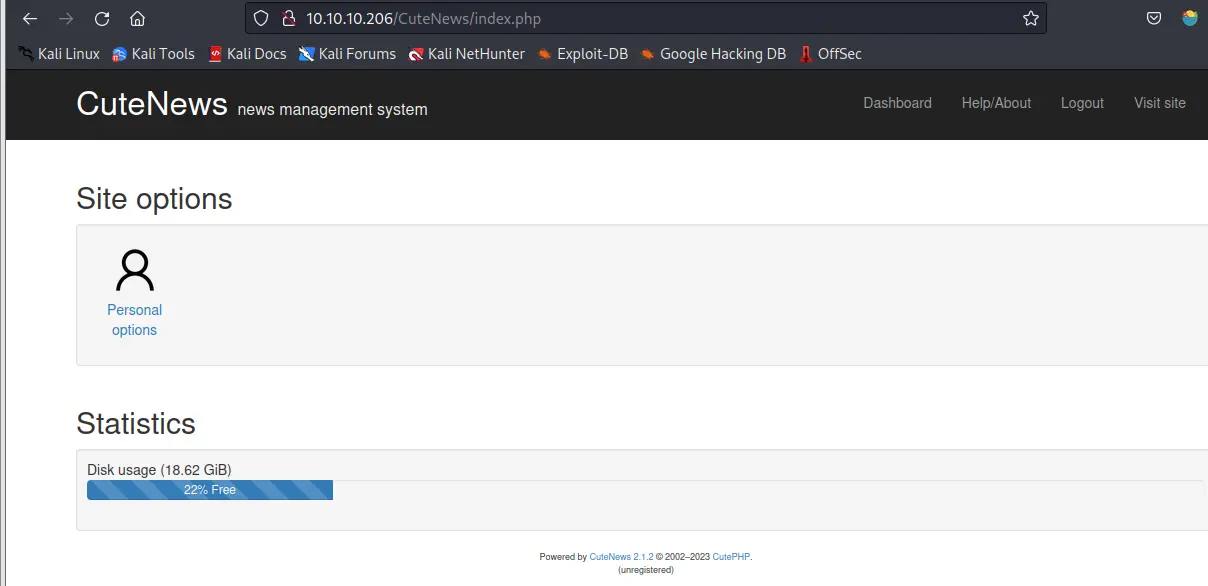 10.10.10.206/CuteNews/index.php
Kali Linux Kali Tools Kali Docs Kali Forums Kali NetHunter Exploit-DB Google Hacking DB OffSec
CuteNews news management system Dashboard Help/About Logout Visit site
Site options
Personal
options
Statistics
Disk usage (18.62 GiB)
22% Free
Powered by CuteNews 2.1.2 © 2002–2023 CutePHP.
(unregistered)